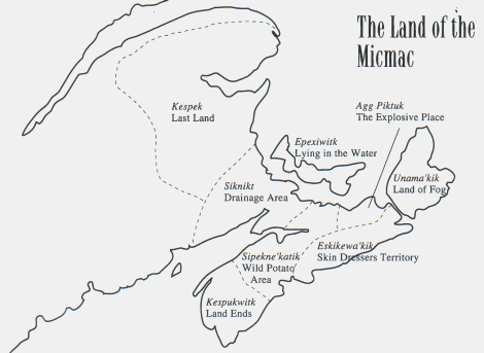 The Land of the
Micmac
Kespek
Last Land
Agg Piktuk
The Explosive Place
Epexiwitk
Lying in the Water
Unama'kik
Land of Fog
Siknikt
Drainage Area
Eskikewa'kik
Skin Dressers Territory
Sipekne'katik
Wild Potato
Area
Kespukwitk
Land Ends